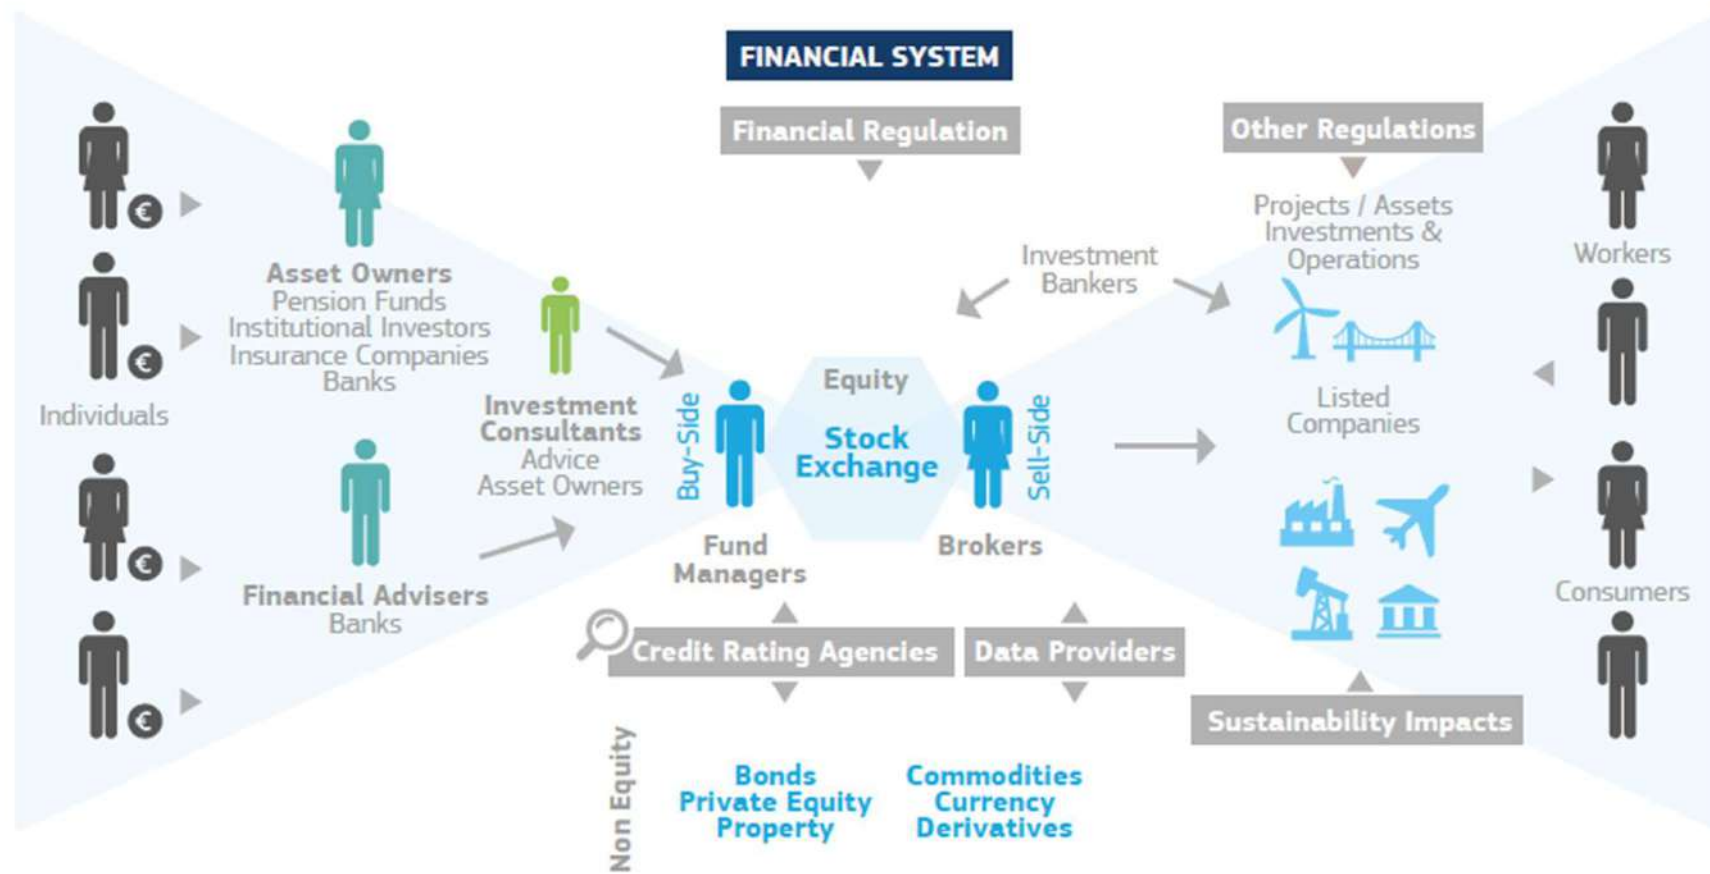 FINANCIAL SYSTEM
Financial Regulation
Other Regulations
Individuals
€
€
€
€
Asset Owners
Pension Funds
Institutional Investors
Insurance Companies
Banks
Financial Advisers
Banks
Investment
Consultants
Advice
Asset Owners
Buy-Side
Fund
Managers
Equity
Stock
Exchange
Sell-Side
Brokers
Investment
Bankers
Projects / Assets
Investments &
Operations
Listed
Companies
Workers
Consumers
Credit Rating Agencies
Data Providers
Sustainability Impacts
Non Equity
Bonds
Private Equity
Property
Commodities
Currency
Derivatives